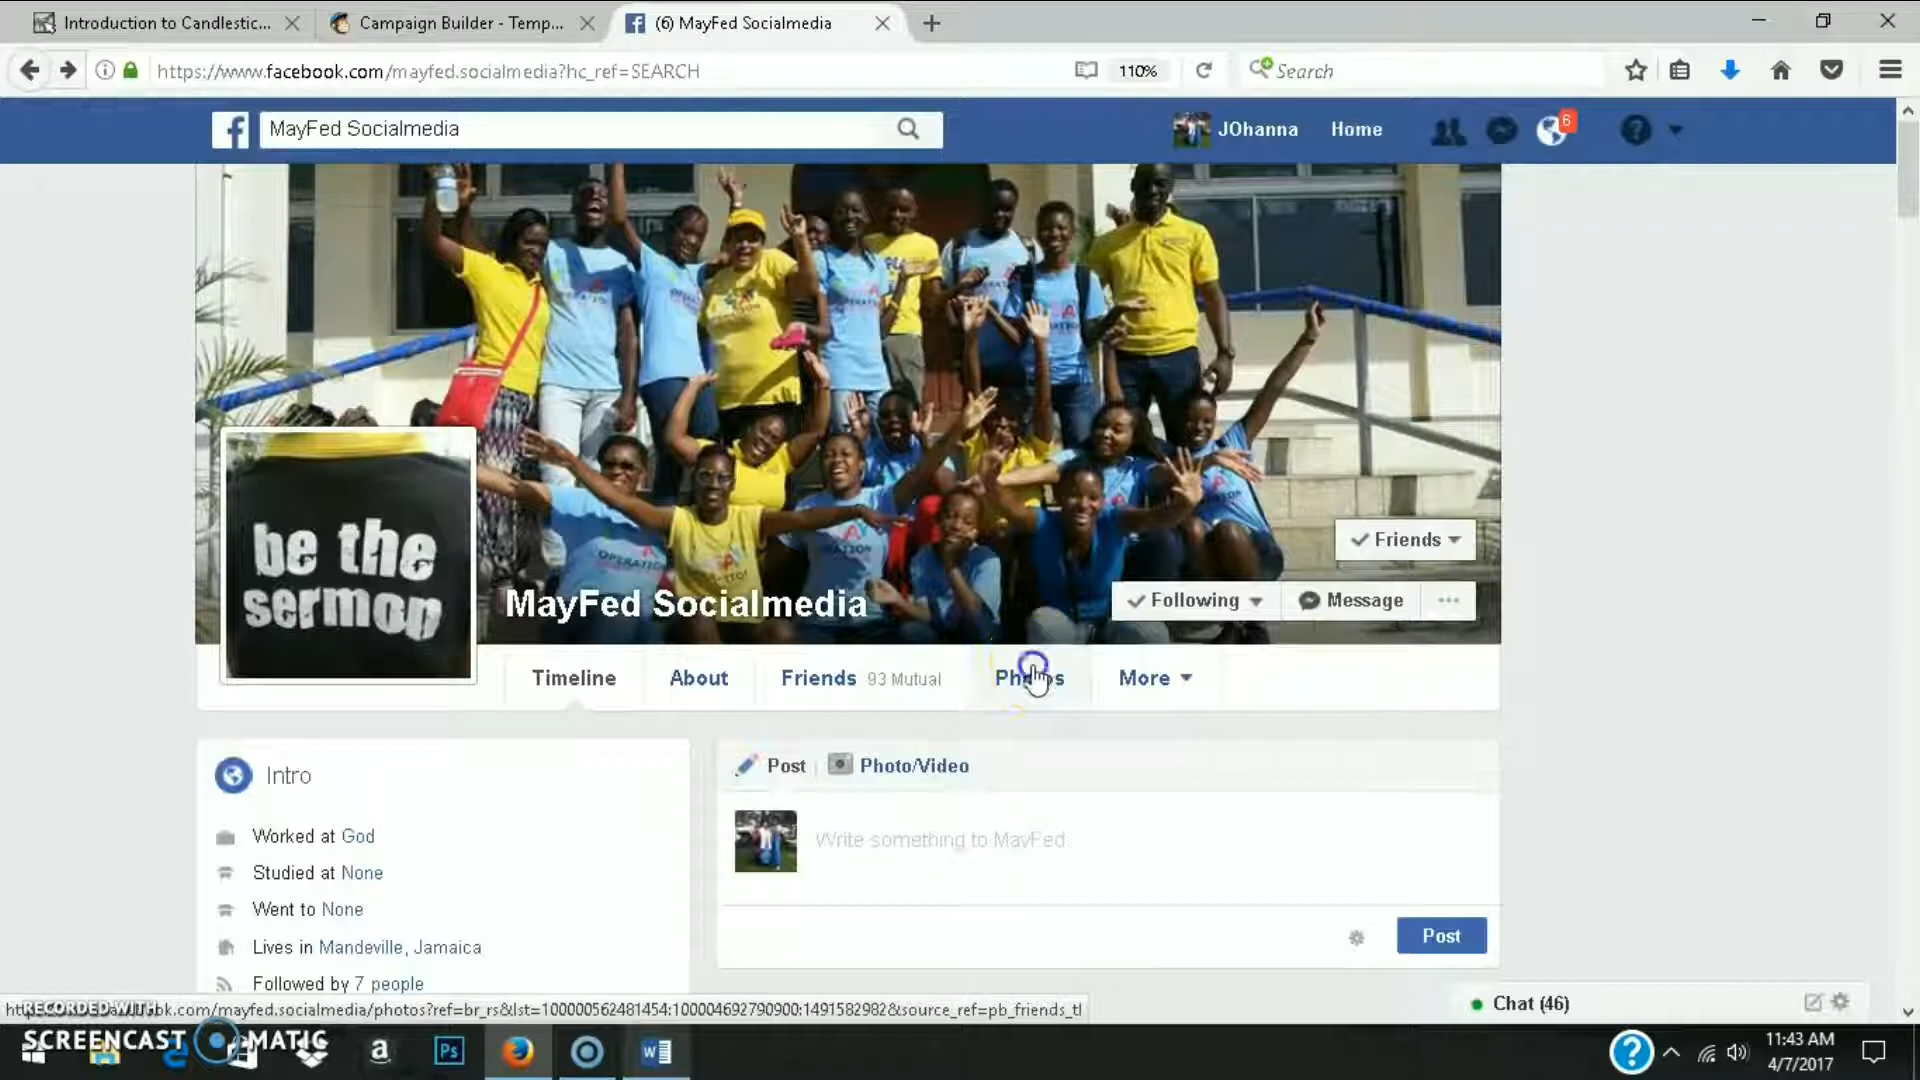 Introduction to Candlestic...
Campaign Builder - Temp...
(6) MayFed Socialmedia
https://www.facebook.com/mayfed.socialmedia?hc_ref=SEARCH
110%
Search
MayFed Socialmedia
JOhanna
Home
6
be the
sermon
MayFed Socialmedia
Friends
Following
Message
Timeline
About
Friends 93 Mutual
Photos
More
Intro
Worked at God
Studied at None
Went to None
Lives in Mandeville, Jamaica
Followed by 7 people
Post
Photo/Video
Write something to MayFed.
Post
bk.com/mayfed.socialmedia/photos?ref=br_rs&lst=100000562481454:100004692790900:1491582982&source_ref=pb_friends_tl
Chat (46)
RECORDED WITH
SCREENCAST MATIC
a
Ps
11:43 AM
4/7/2017